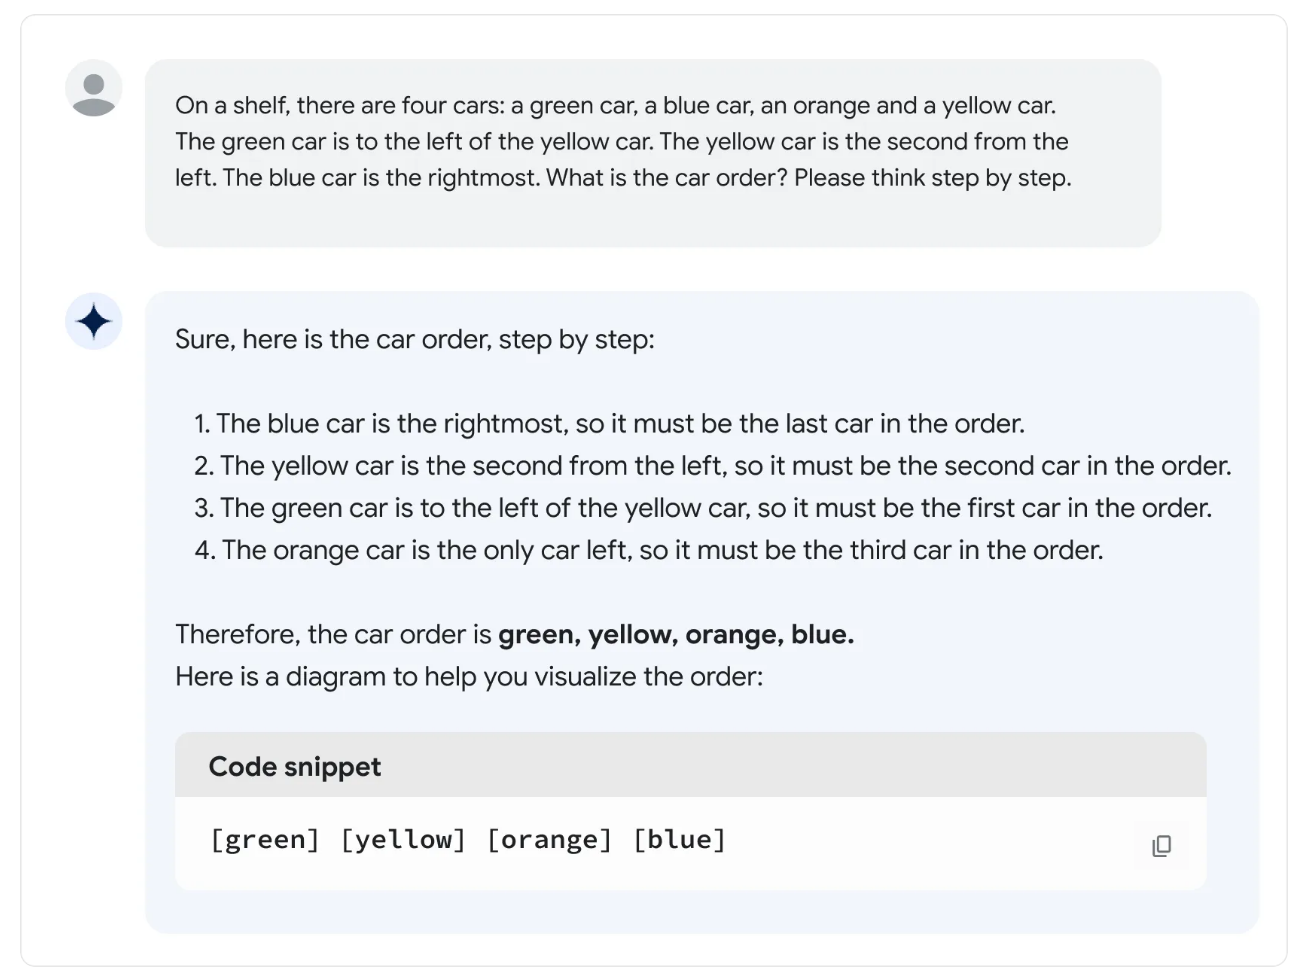 On a shelf, there are four cars: a green car, a blue car, an orange and a yellow car.
The green car is to the left of the yellow car. The yellow car is the second from the
left. The blue car is the rightmost. What is the car order? Please think step by step.
Sure, here is the car order, step by step:
1. The blue car is the rightmost, so it must be the last car in the order.
2. The yellow car is the second from the left, so it must be the second car in the order.
3. The green car is to the left of the yellow car, so it must be the first car in the order.
4. The orange car is the only car left, so it must be the third car in the order.
Therefore, the car order is green, yellow, orange, blue.
Here is a diagram to help you visualize the order:
Code snippet
[green] [yellow] [orange] [blue]